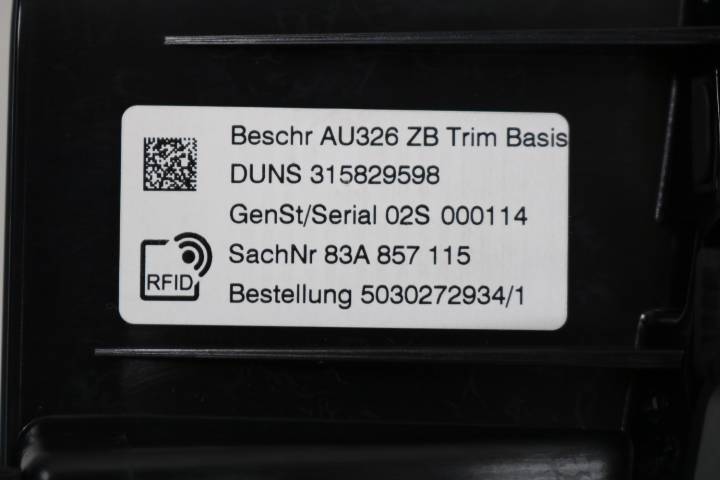 Beschr AU326 ZB Trim Basis
DUNS 315829598
GenSt/Serial 02S 000114
SachNr 83A 857 115
RFID
Bestellung 5030272934/1